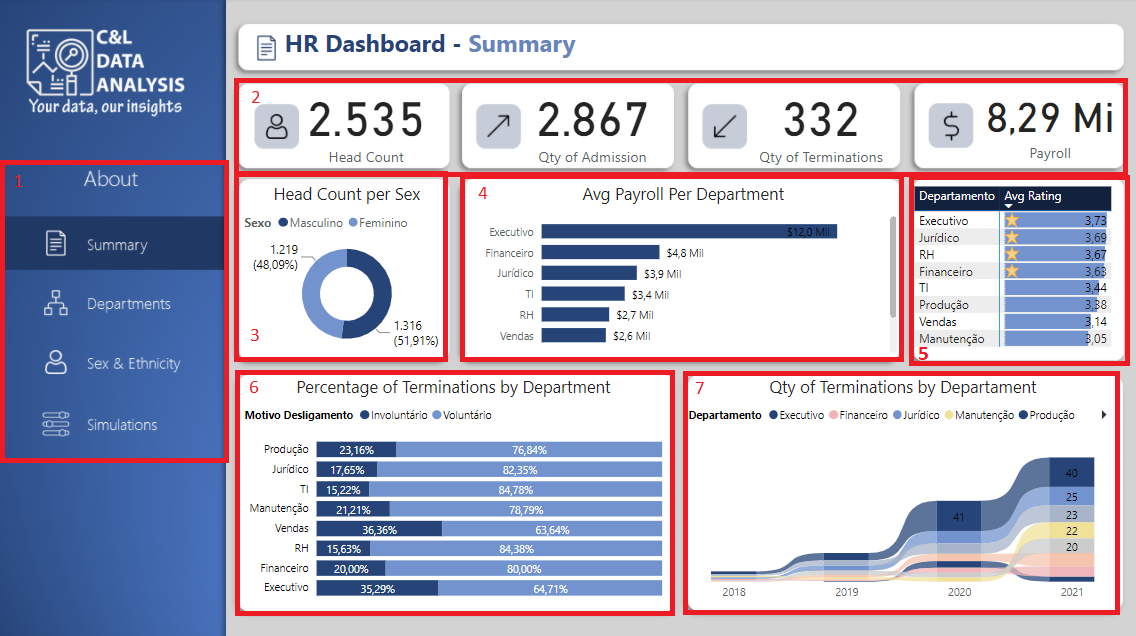 C&L
DATA
ANALYSIS
Your data, our insights
1
About
Summary
Departments
Sex & Ethnicity
Simulations
HR Dashboard - Summary
2
2.535
Head Count
2.867
Qty of Admission
332
Qty of Terminations
8,29 Mi
Payroll
Head Count per Sex
Sexo Masculino Feminino
1.219
(48,09%)
1.316
(51,91%)
3
4
Avg Payroll Per Department
Executivo $12,0 Mil
Financeiro $4,8 Mil
Jurídico $3,9 Mil
TI $3,4 Mil
RH $2,7 Mil
Vendas $2,6 Mil
Departamento Avg Rating
Executivo 3,73
Jurídico 3,69
RH 3,67
Financeiro 3,63
TI 3,44
Produção 3,38
Vendas 3,14
Manutenção 3,05
5
6
Percentage of Terminations by Department
Motivo Desligamento Involuntário Voluntário
Produção 23,16% 76,84%
Jurídico 17,65% 82,35%
TI 15,22% 84,78%
Manutenção 21,21% 78,79%
Vendas 36,36% 63,64%
RH 15,63% 84,38%
Financeiro 20,00% 80,00%
Executivo 35,29% 64,71%
7
Qty of Terminations by Departament
Departamento Executivo Financeiro Jurídico Manutenção Produção
41
40
25
23
22
20
2018 2019 2020 2021